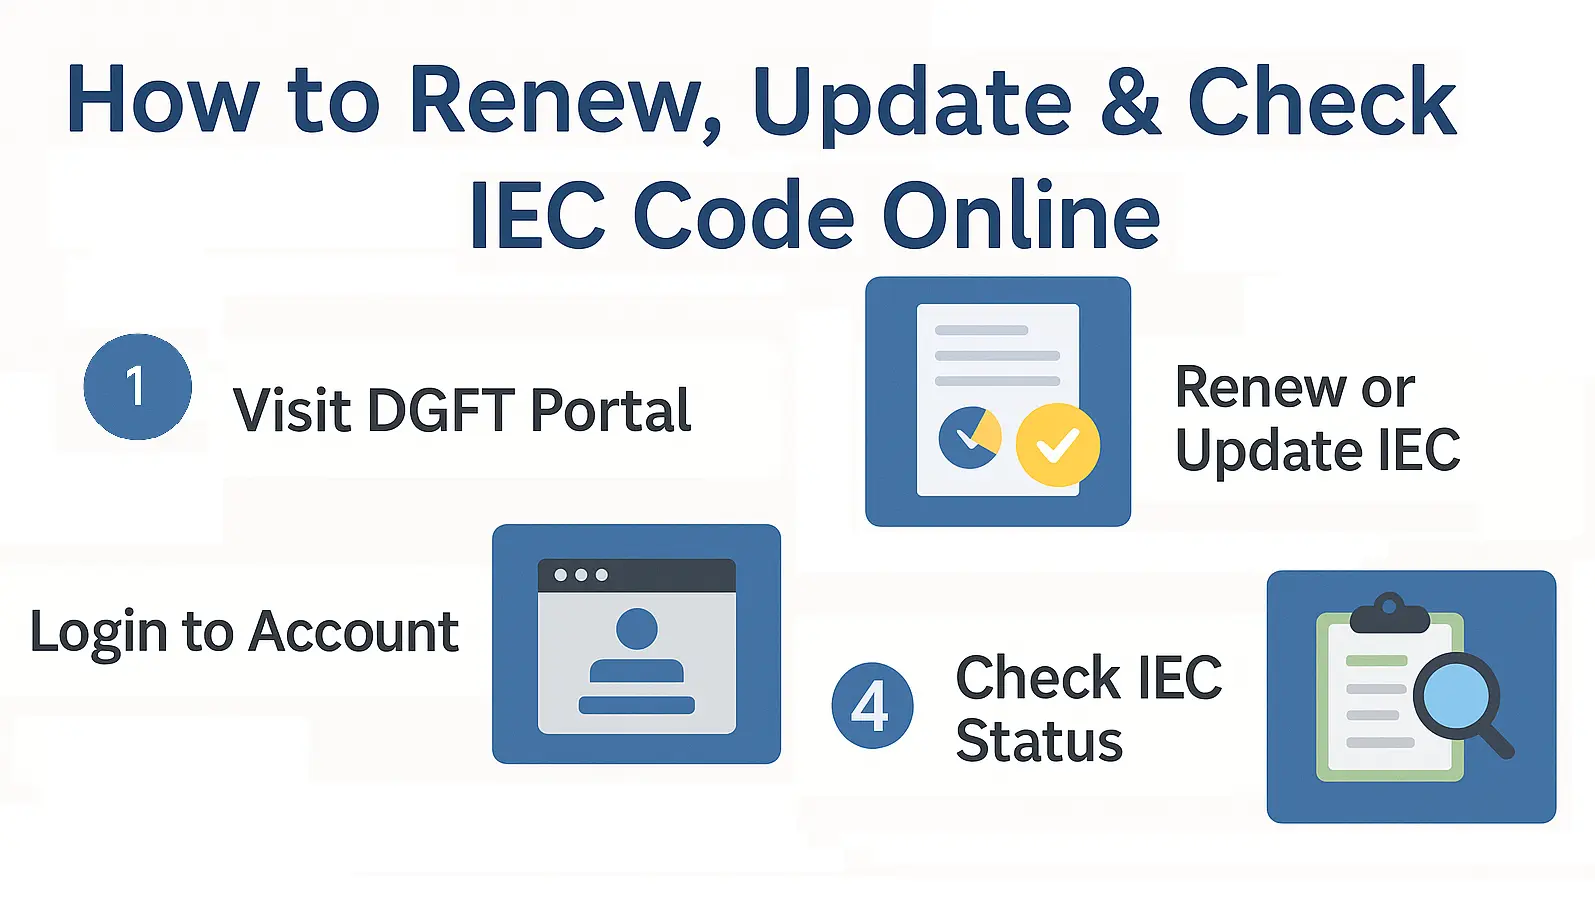 How to Renew, Update & Check
IEC Code Online
1
Visit DGFT Portal
Login to Account
Renew or
Update IEC
4
Check IEC
Status